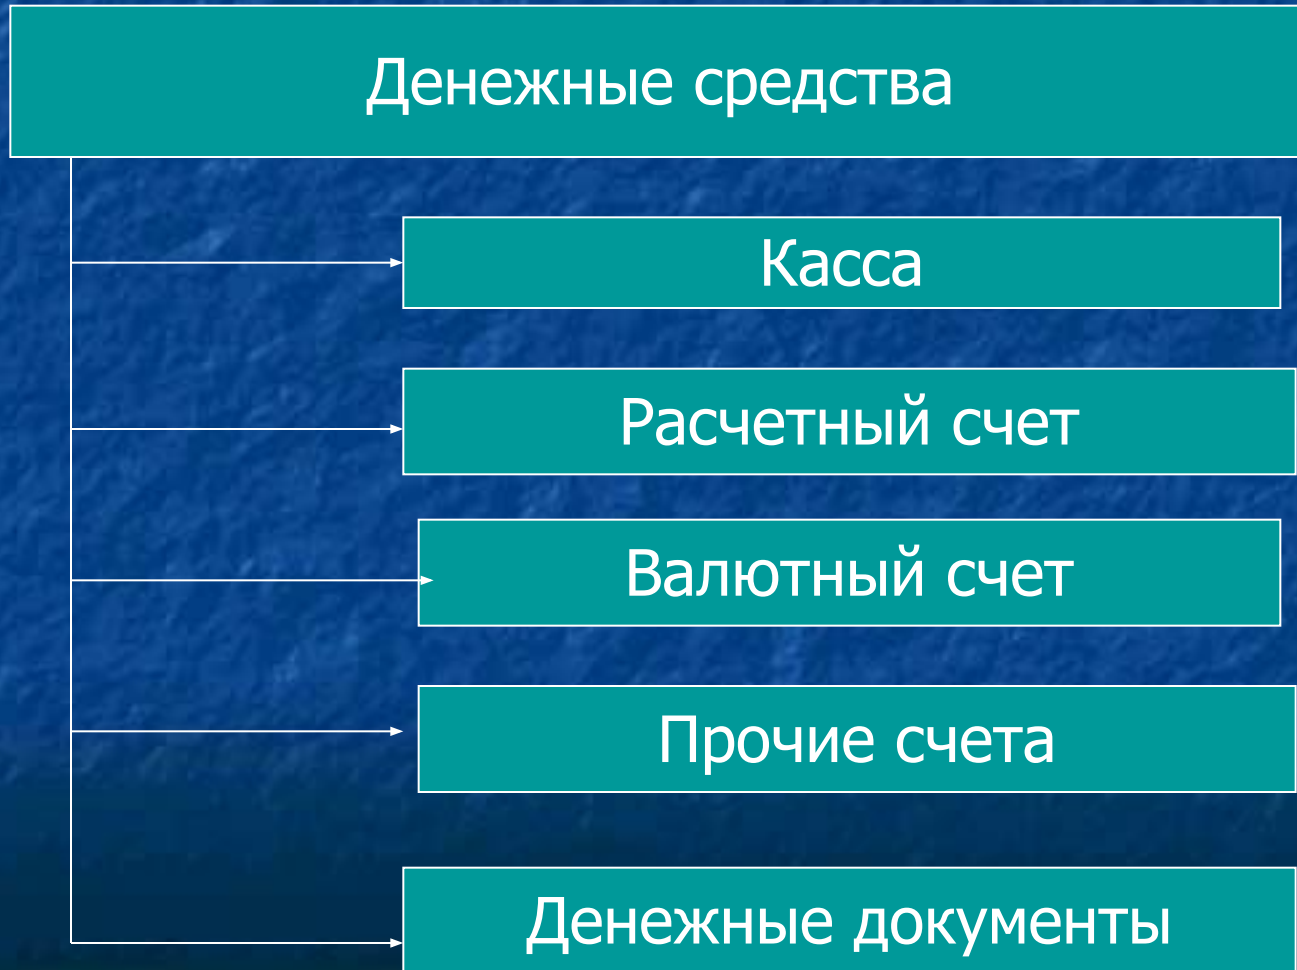 Денежные средства
Касса
Расчетный счет
Валютный счет
Прочие счета
Денежные документы